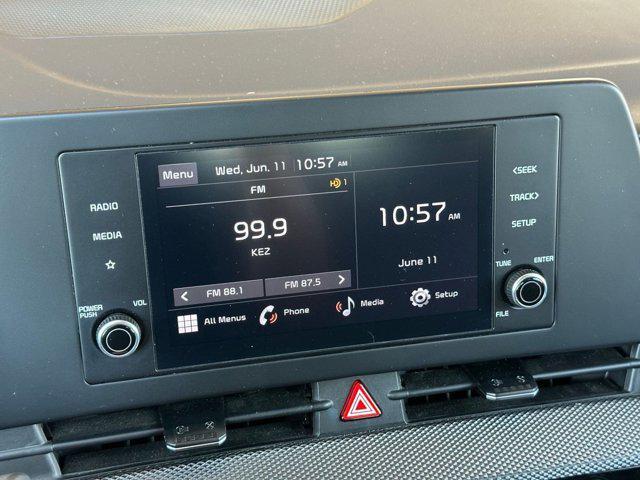 Menu Wed, Jun. 11 10:57 AM
FM HD 1
99.9
KEZ
FM 88.1 FM 87.5
10:57 AM
June 11
All Menus Phone Media Setup
RADIO
MEDIA
POWER PUSH VOL
<SEEK
TRACK>
SETUP
TUNE ENTER
FILE